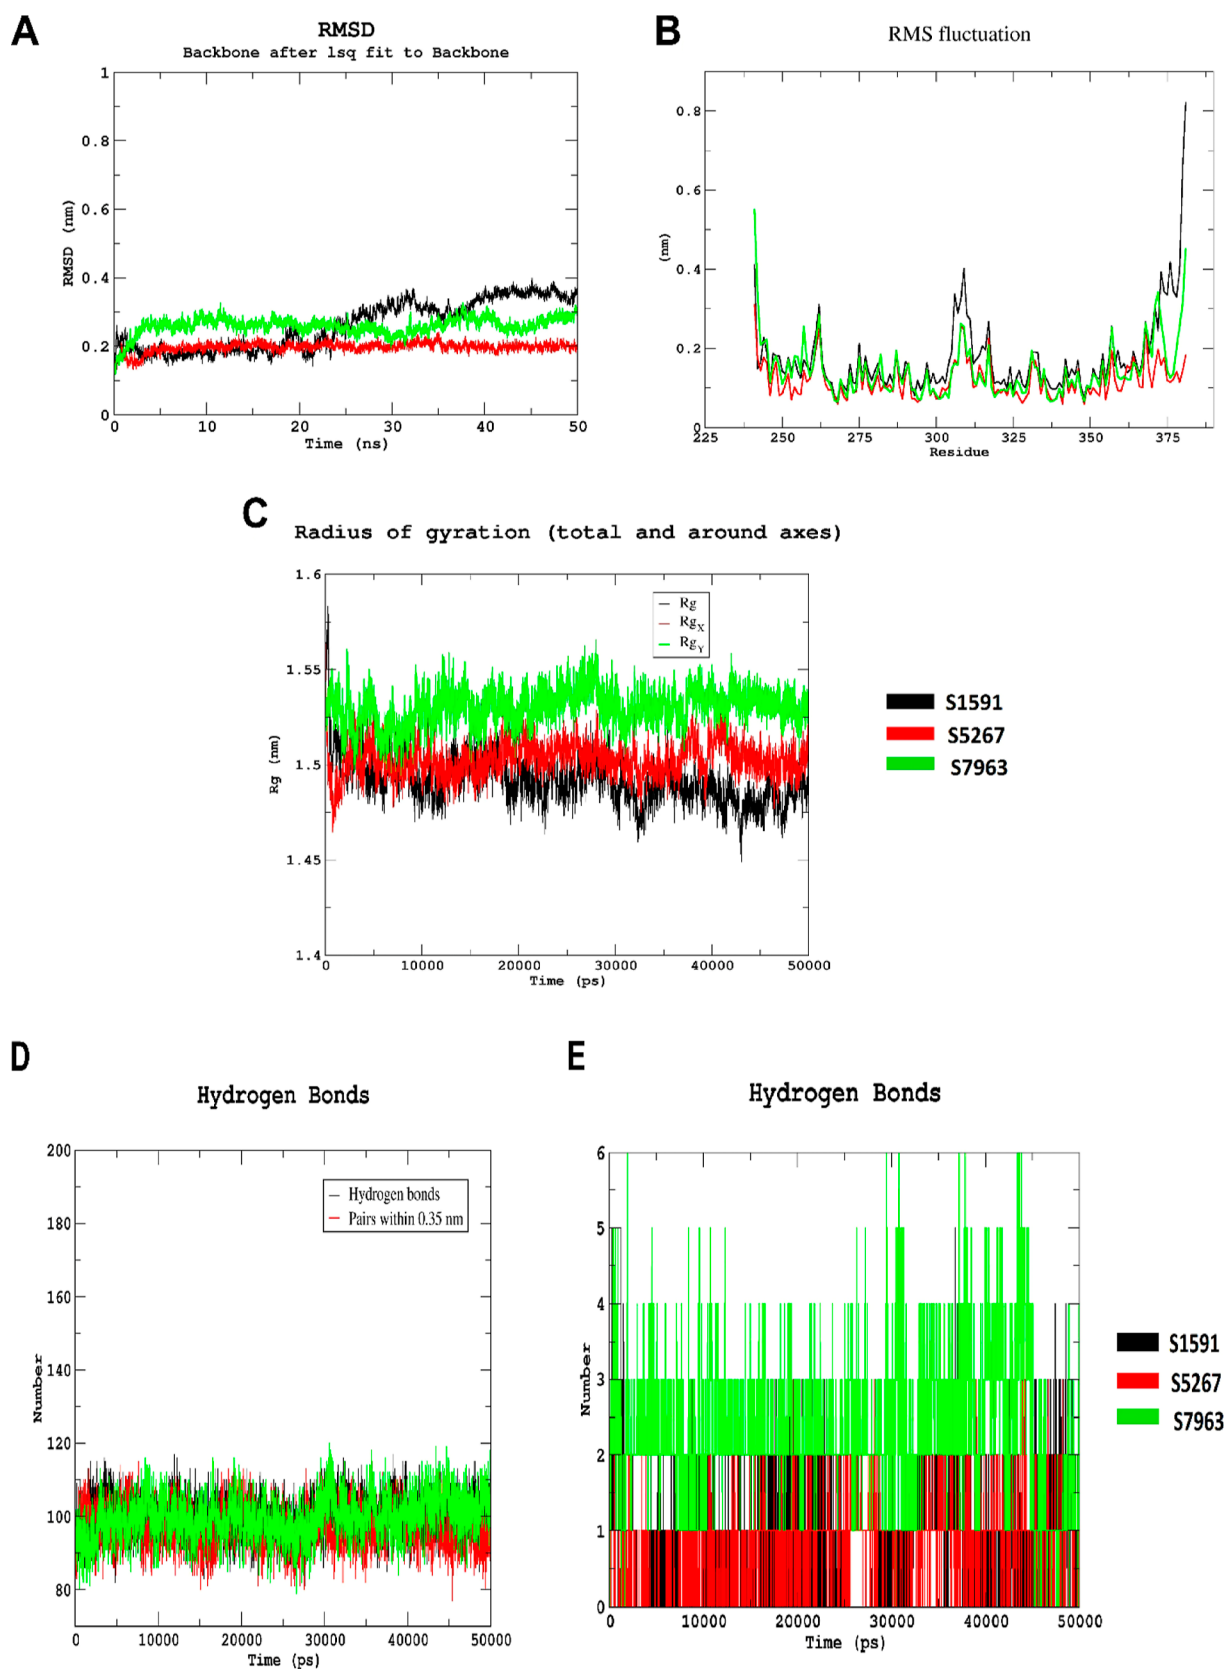 A
RMSD
Backbone after lsq fit to Backbone
1
0.8
0.6
0.4
0.2
0
RMSD (nm)
0 10 20 30 40 50
Time (ns)
B
RMS fluctuation
0.8
0.6
0.4
0.2
0
(nm)
225 250 275 300 325 350 375
Residue
C
Radius of gyration (total and around axes)
1.6
1.55
1.5
1.45
1.4
Rg (nm)
Rg
RgX
RgY
0 10000 20000 30000 40000 50000
Time (ps)
S1591
S5267
S7963
D
Hydrogen Bonds
200
180
160
140
120
100
80
Number
Hydrogen bonds
Pairs within 0.35 nm
0 10000 20000 30000 40000 50000
Time (ps)
E
Hydrogen Bonds
6
5
4
3
2
1
0
Number
0 10000 20000 30000 40000 50000
Time (ps)
S1591
S5267
S7963